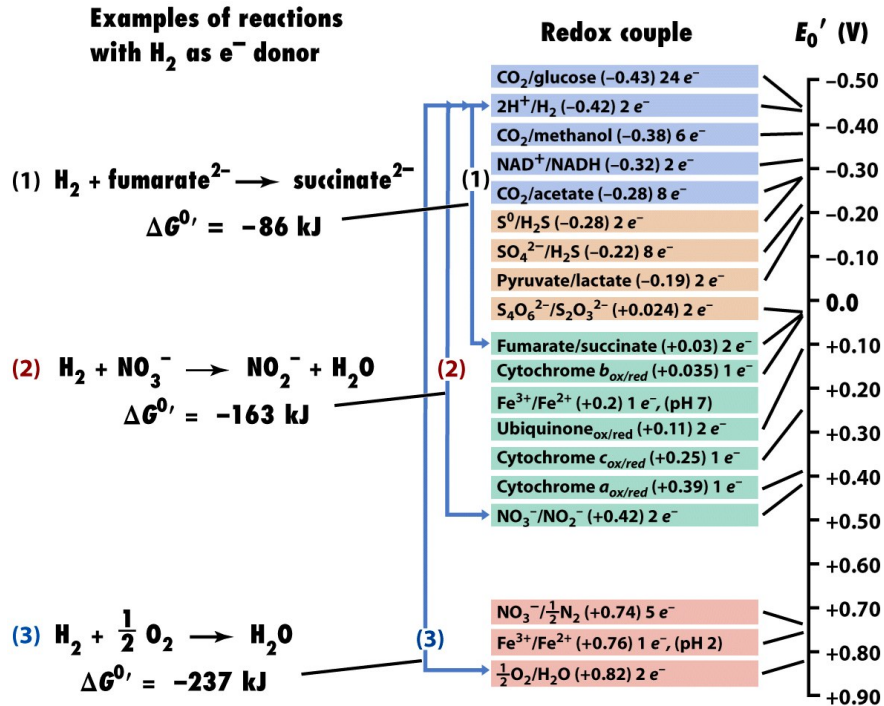 Examples of reactions
with H₂ as e⁻ donor
(1) H₂ + fumarate²⁻ → succinate²⁻
ΔG⁰′ = −86 kJ
(2) H₂ + NO₃⁻ → NO₂⁻ + H₂O
ΔG⁰′ = −163 kJ
(3) H₂ + ½ O₂ → H₂O
ΔG⁰′ = −237 kJ
(1)
(2)
(3)
Redox couple
CO₂/glucose (−0.43) 24 e⁻
2H⁺/H₂ (−0.42) 2 e⁻
CO₂/methanol (−0.38) 6 e⁻
NAD⁺/NADH (−0.32) 2 e⁻
CO₂/acetate (−0.28) 8 e⁻
S⁰/H₂S (−0.28) 2 e⁻
SO₄²⁻/H₂S (−0.22) 8 e⁻
Pyruvate/lactate (−0.19) 2 e⁻
S₄O₆²⁻/S₂O₃²⁻ (+0.024) 2 e⁻
Fumarate/succinate (+0.03) 2 e⁻
Cytochrome b ox/red (+0.035) 1 e⁻
Fe³⁺/Fe²⁺ (+0.2) 1 e⁻, (pH 7)
Ubiquinone ox/red (+0.11) 2 e⁻
Cytochrome c ox/red (+0.25) 1 e⁻
Cytochrome a ox/red (+0.39) 1 e⁻
NO₃⁻/NO₂⁻ (+0.42) 2 e⁻
NO₃⁻/½N₂ (+0.74) 5 e⁻
Fe³⁺/Fe²⁺ (+0.76) 1 e⁻, (pH 2)
½O₂/H₂O (+0.82) 2 e⁻
E₀′ (V)
−0.50
−0.40
−0.30
−0.20
−0.10
0.0
+0.10
+0.20
+0.30
+0.40
+0.50
+0.60
+0.70
+0.80
+0.90